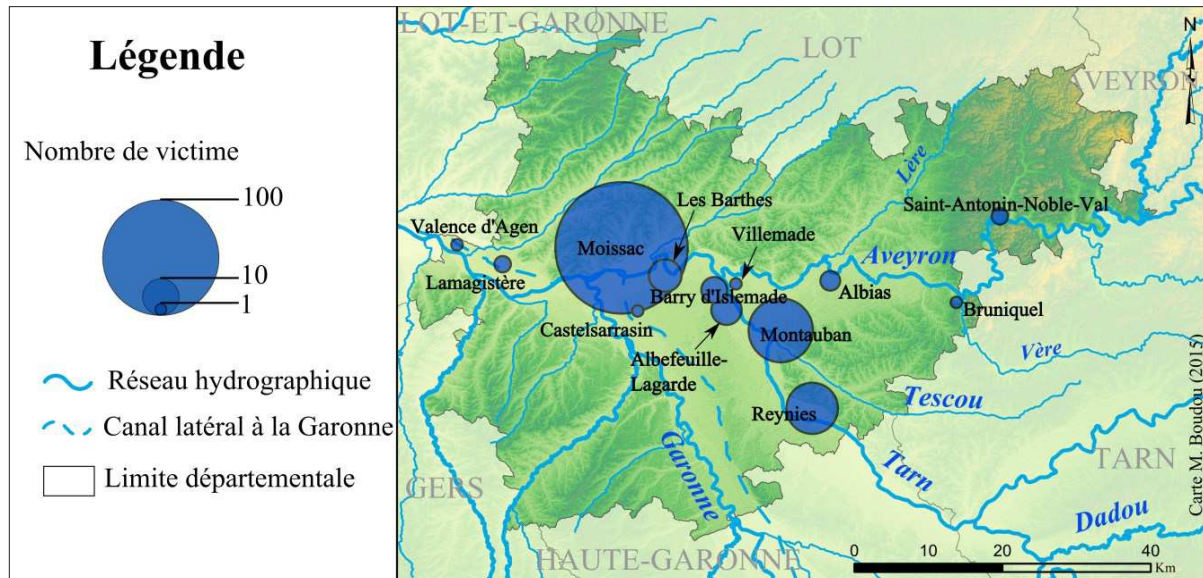 Légende
Nombre de victime
100
10
1
Réseau hydrographique
Canal latéral à la Garonne
Limite départementale
LOT-ET-GARONNE
LOT
AVEYRON
N
Lère
Les Barthes
Saint-Antonin-Noble-Val
Valence d'Agen
Villemade
Moissac
Aveyron
Lamagistère
Barry d'Islemade
Albias
Bruniquel
Castelsarrasin
Montauban
Albefeuille-
Lagarde
Vère
Tescou
Reynies
Garonne
Tarn
TARN
GERS
Dadou
HAUTE-GARONNE
0 10 20 30 40
Km
Carte M. Boudou (2015)